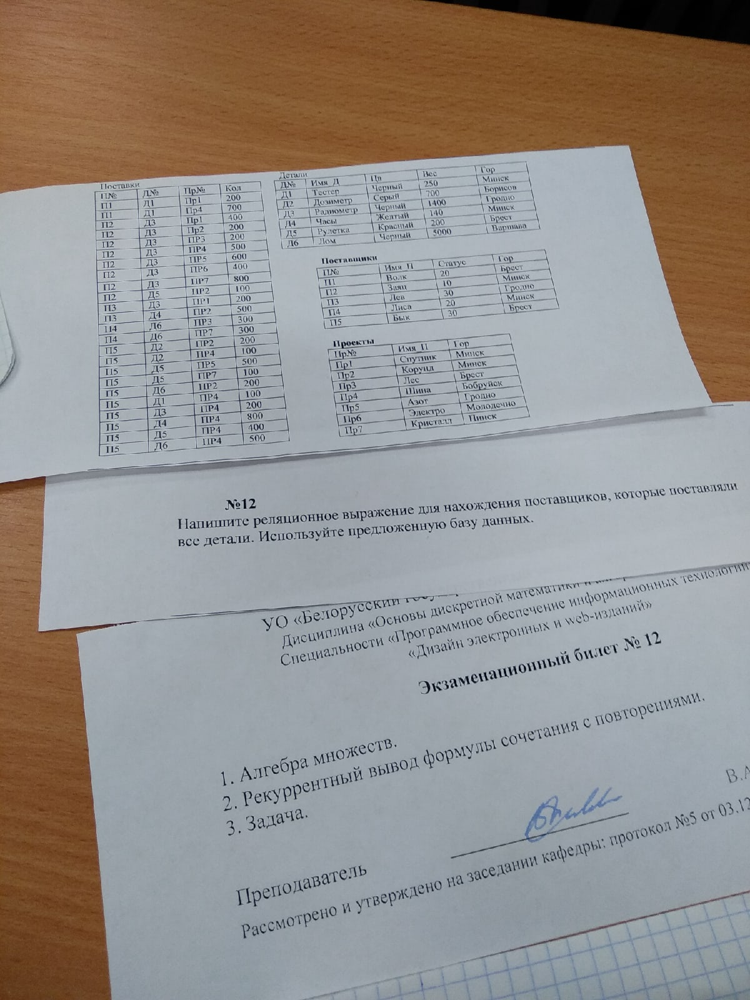 Поставки
П№ Д№ Пр№ Кол
П1 Д1 Пр1 200
П1 Д1 Пр4 700
П2 Д3 Пр1 400
П2 Д3 Пр2 200
П2 Д3 ПР3 200
П2 Д3 ПР4 500
П2 Д3 ПР5 600
П2 Д3 ПР6 400
П2 Д3 ПР7 800
П2 Д5 ПР2 100
П3 Д3 ПР1 200
П3 Д4 ПР2 500
П4 Д6 ПР3 300
П4 Д6 ПР7 300
П5 Д2 ПР2 200
П5 Д2 ПР4 100
П5 Д5 ПР5 500
П5 Д5 ПР7 100
П5 Д6 ПР2 200
П5 Д1 ПР4 100
П5 Д3 ПР4 200
П5 Д4 ПР4 800
П5 Д5 ПР4 400
П5 Д6 ПР4 500
Детали
Д№ Имя_Д Цв Вес Гор
Д1 Тестер Черный 250 Минск
Д2 Дозиметр Серый 700 Борисов
Д3 Радиометр Черный 1400 Гродно
Д4 Часы Желтый 140 Минск
Д5 Рулетка Красный 200 Брест
Д6 Лом Черный 5000 Варшава
Поставщики
П№ Имя_П Статус Гор
П1 Волк 20 Брест
П2 Заяц 10 Минск
П3 Лев 30 Гродно
П4 Лиса 20 Минск
П5 Бык 30 Брест
Проекты
Пр№ Имя_П Гор
Пр1 Спутник Минск
Пр2 Корунд Минск
Пр3 Лес Брест
Пр4 Шина Бобруйск
Пр5 Азот Гродно
Пр6 Электро Молодечно
Пр7 Кристалл Пинск
№12
Напишите реляционное выражение для нахождения поставщиков, которые поставляли
все детали. Используйте предложенную базу данных.
УО «Белорусский
Дисциплина «Основы дискретной математики и
Специальности «Программное обеспечение информационных технологий»
«Дизайн электронных и web-изданий»
Экзаменационный билет № 12
1. Алгебра множеств.
2. Рекуррентный вывод формулы сочетания с повторениями.
3. Задача.
Преподаватель В.А
Рассмотрено и утверждено на заседании кафедры: протокол №5 от 03.12